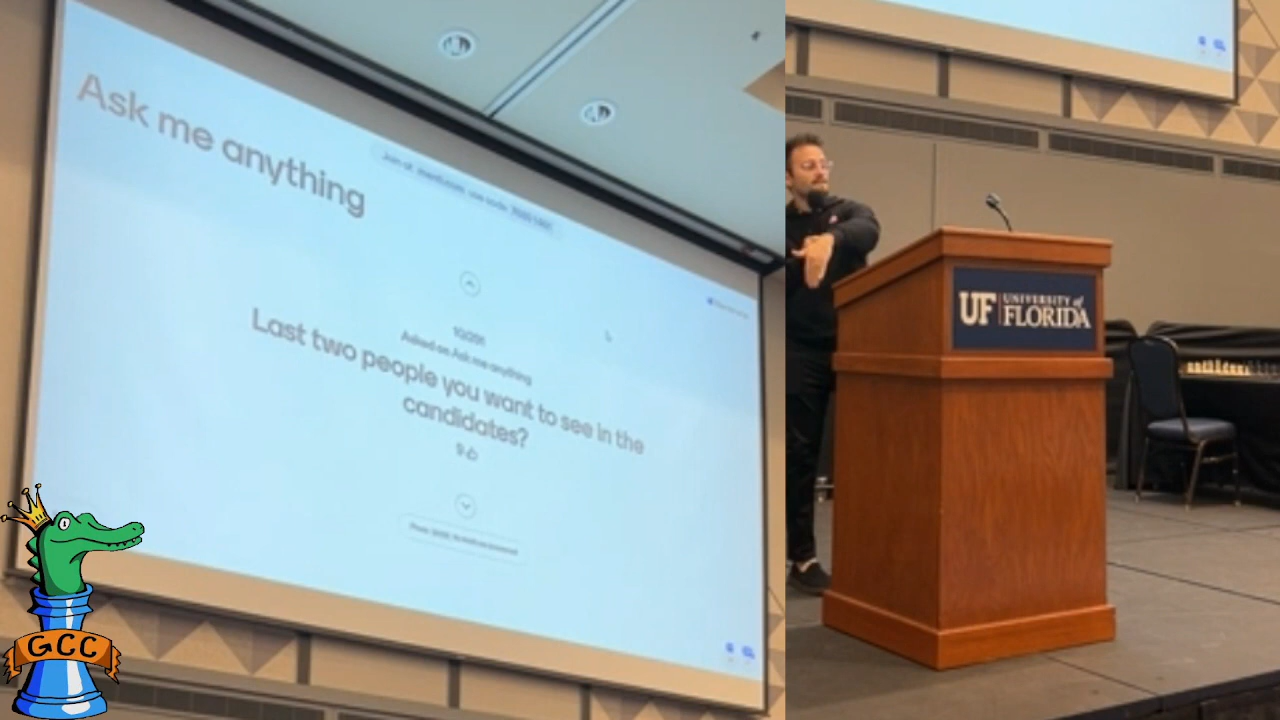 Ask me anything
Asked on Ask me anything
Last two people you want to see in the
candidates?
UF UNIVERSITY of
FLORIDA
GCC